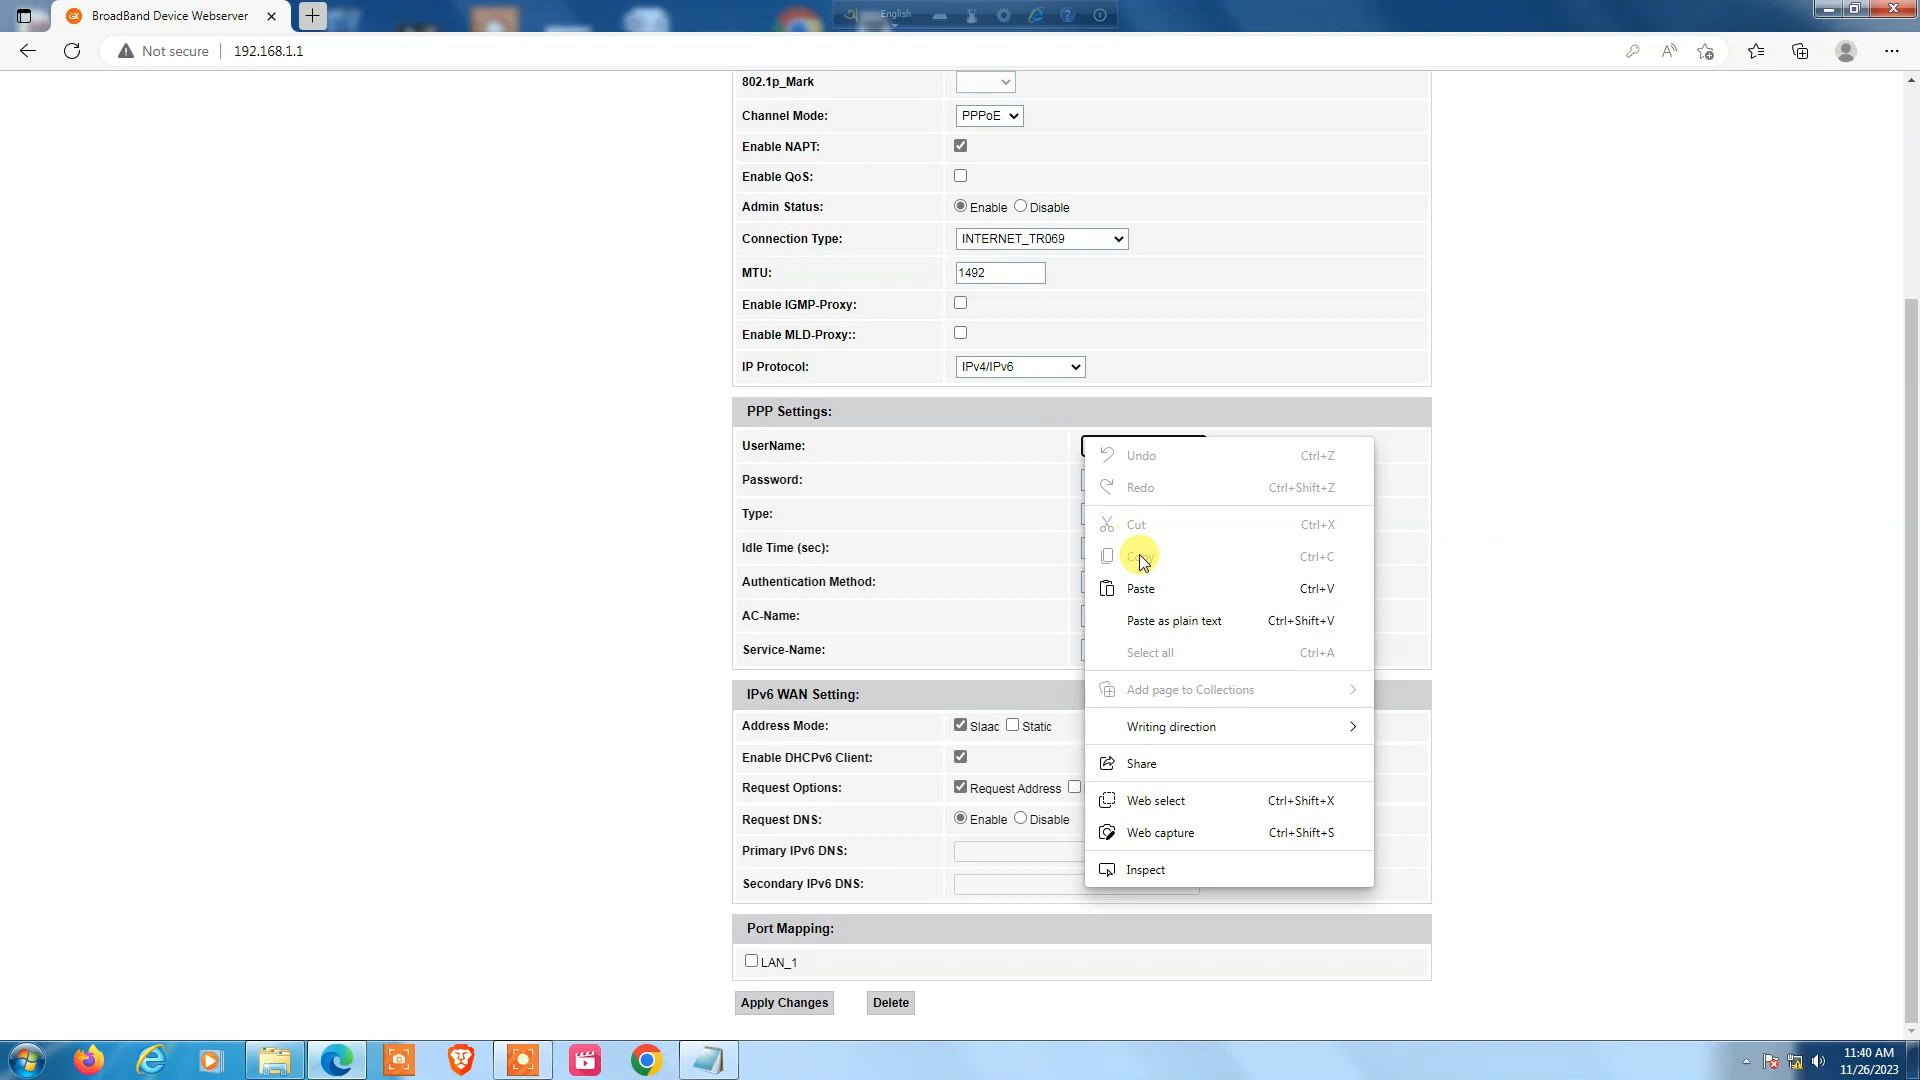 BroadBand Device Webserver
English
Not secure
192.168.1.1
802.1p_Mark
Channel Mode: PPPoE
Enable NAPT:
Enable QoS:
Admin Status: Enable Disable
Connection Type: INTERNET_TR069
MTU: 1492
Enable IGMP-Proxy:
Enable MLD-Proxy::
IP Protocol: IPv4/IPv6
PPP Settings:
UserName:
Password:
Type:
Idle Time (sec):
Authentication Method:
AC-Name:
Service-Name:
Undo Ctrl+Z
Redo Ctrl+Shift+Z
Cut Ctrl+X
Copy Ctrl+C
Paste Ctrl+V
Paste as plain text Ctrl+Shift+V
Select all Ctrl+A
Add page to Collections
Writing direction
Share
Web select Ctrl+Shift+X
Web capture Ctrl+Shift+S
Inspect
IPv6 WAN Setting:
Address Mode: Slaac Static
Enable DHCPv6 Client:
Request Options: Request Address
Request DNS: Enable Disable
Primary IPv6 DNS:
Secondary IPv6 DNS:
Port Mapping:
LAN_1
Apply Changes Delete
11:40 AM
11/26/2023